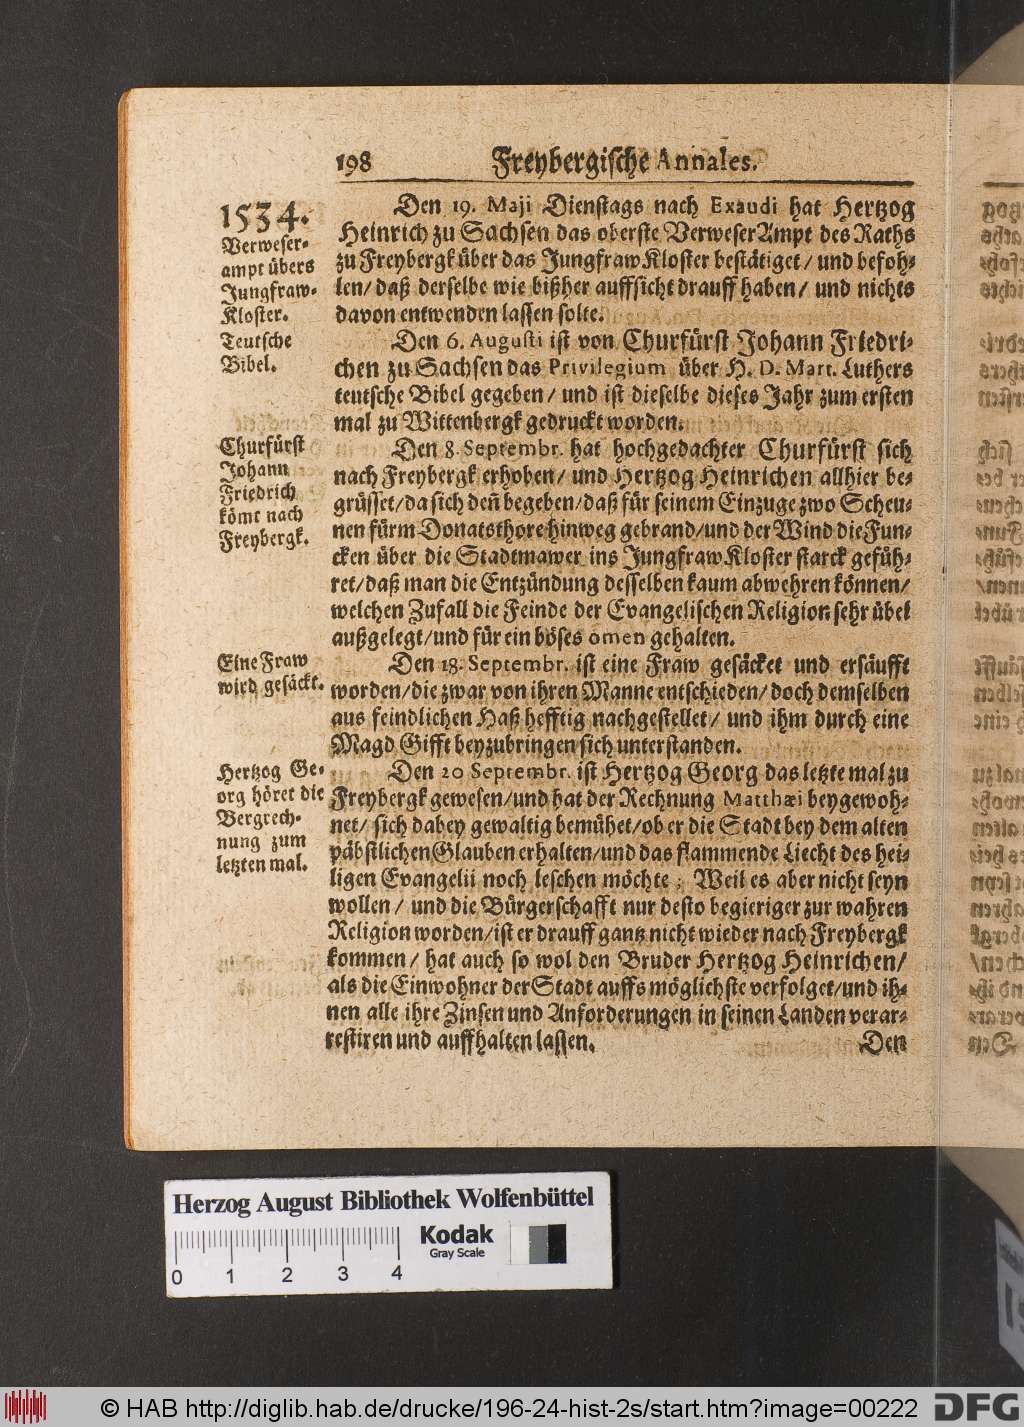 198 Freybergische Annales.
1534.
Verweser-
ampt übers
Jungfraw-
Kloster.
Den 19. Maji Dienstags nach Exaudi hat Hertzog
Heinrich zu Sachsen das oberste VerweserAmpt des Raths
zu Freybergk über das Jungfraw Kloster bestätiget/ und befoh-
len/ daß derselbe wie bißher auffsicht drauff haben/ und nichts
davon entwenden lassen solte.
Teutsche
Bibel.
Den 6. Augusti ist von Churfürst Johann Friedri-
chen zu Sachsen das Privilegium über H. D. Mart. Luthers
teutsche Bibel gegeben/ und ist dieselbe dieses Jahr zum ersten
mal zu Wittenbergk gedruckt worden.
Churfürst
Johann
Friedrich
kömt nach
Freybergk.
Den 8. Septembr. hat hochgedachter Churfürst sich
nach Freybergk erhoben/ und Hertzog Heinrichen allhier be-
grüsset/ da sich deñ begeben/ daß für seinem Einzuge zwo Scheu-
nen fürm Donatsthore hinweg gebrand/ und der Wind die Fun-
cken über die Stadtmawer ins Jungfraw Kloster starck gefüh-
ret/ daß man die Entzündung desselben kaum abwehren können/
welchen Zufall die Feinde der Evangelischen Religion sehr übel
außgelegt/ und für ein böses omen gehalten.
Eine Fraw
wird gesäckt.
Den 18. Septembr. ist eine Fraw gesäcket und ersäufft
worden/ die zwar von ihren Manne entschieden/ doch demselben
aus feindlichen Haß hefftig nachgestellet/ und ihm durch eine
Magd Gifft beyzubringen sich unterstanden.
Hertzog Ge-
org höret die
Bergrech-
nung zum
letzten mal.
Den 20 Septembr. ist Hertzog Georg das letzte mal zu
Freybergk gewesen/ und hat der Rechnung Matthæi beygewoh-
net/ sich dabey gewaltig bemühet/ ob er die Stadt bey dem alten
päbstlichen Glauben erhalten/ und das flammende Liecht des hei-
ligen Evangelii noch leschen möchte; Weil es aber nicht seyn
wollen/ und die Bürgerschafft nur desto begieriger zur wahren
Religion worden/ ist er drauff gantz nicht wieder nach Freybergk
kommen/ hat auch so wol den Bruder Hertzog Heinrichen/
als die Einwohner der Stadt auffs möglichste verfolget/ und ih-
nen alle ihre Zinsen und Anforderungen in seinen Landen verar-
restiren und auffhalten lassen.
Den
Herzog August Bibliothek Wolfenbüttel
Kodak
Gray Scale
0 1 2 3 4
© HAB http://diglib.hab.de/drucke/196-24-hist-2s/start.htm?image=00222
DFG